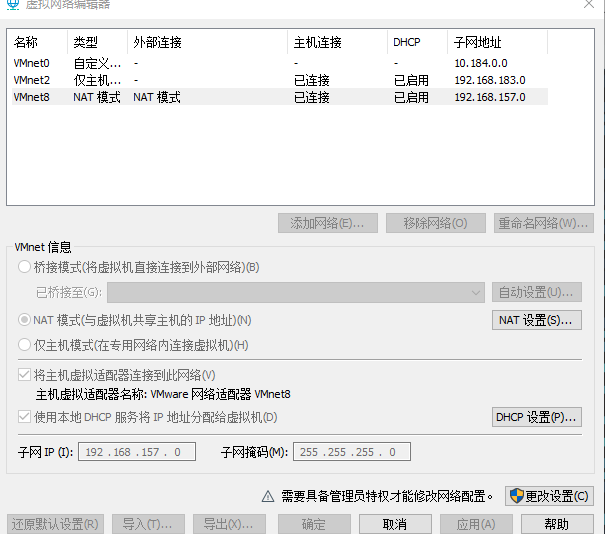 虚拟网络编辑器
名称 类型 外部连接 主机连接 DHCP 子网地址
VMnet0 自定义... - - - 10.184.0.0
VMnet2 仅主机... - 已连接 已启用 192.168.183.0
VMnet8 NAT 模式 NAT 模式 已连接 已启用 192.168.157.0
添加网络(E)... 移除网络(O) 重命名网络(W)...
VMnet 信息
桥接模式(将虚拟机直接连接到外部网络)(B)
已桥接至(G): 自动设置(U)...
NAT 模式(与虚拟机共享主机的 IP 地址)(N) NAT 设置(S)...
仅主机模式(在专用网络内连接虚拟机)(H)
将主机虚拟适配器连接到此网络(V)
主机虚拟适配器名称: VMware 网络适配器 VMnet8
使用本地 DHCP 服务将 IP 地址分配给虚拟机(D) DHCP 设置(P)...
子网 IP (I): 192 . 168 . 157 . 0 子网掩码(M): 255 . 255 . 255 . 0
需要具备管理员特权才能修改网络配置。 更改设置(C)
还原默认设置(R) 导入(T)... 导出(X)... 确定 取消 应用(A) 帮助